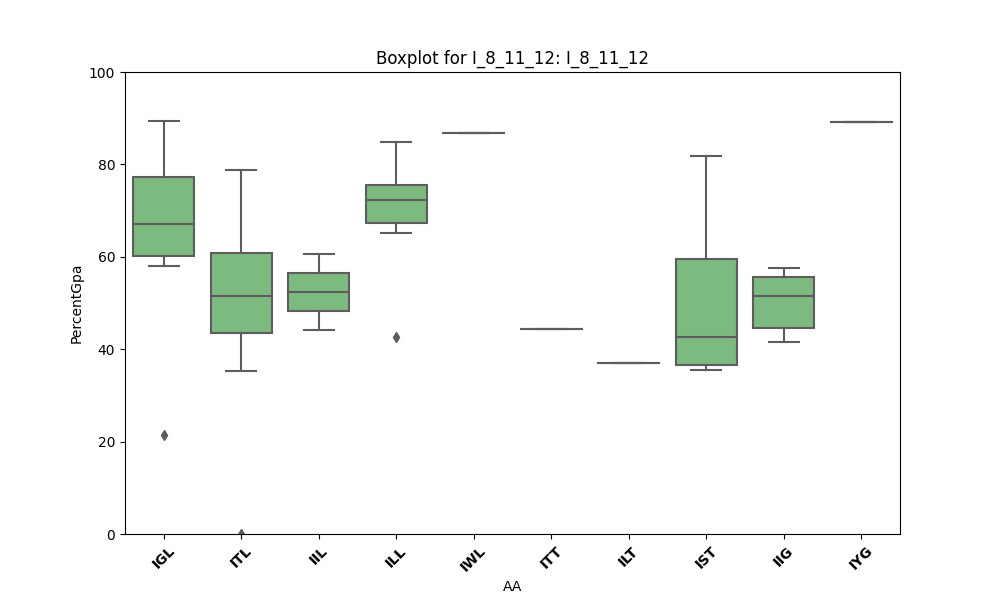 Boxplot for I_8_11_12: I_8_11_12
100
80
60
40
20
0
PercentGpa
IGL
ITL
IIL
ILL
IWL
ITT
ILT
IST
IIG
IYG
AA